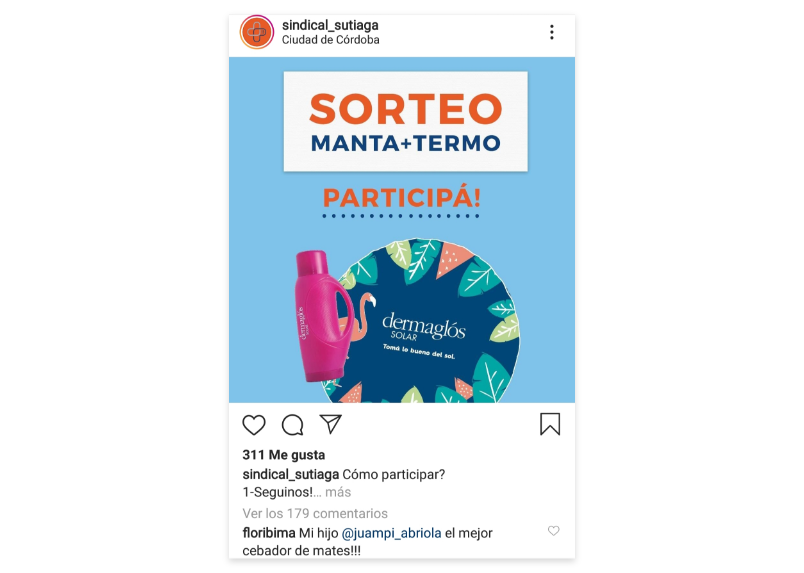 sindical_sutiaga
Ciudad de Córdoba
SORTEO
MANTA+TERMO
PARTICIPÁ!
dermaglós
SOLAR
dermaglós
SOLAR
Tomá lo bueno del sol.
311 Me gusta
sindical_sutiaga Cómo participar?
1-Seguinos!... más
Ver los 179 comentarios
floribima Mi hijo @juampi_abriola el mejor
cebador de mates!!!